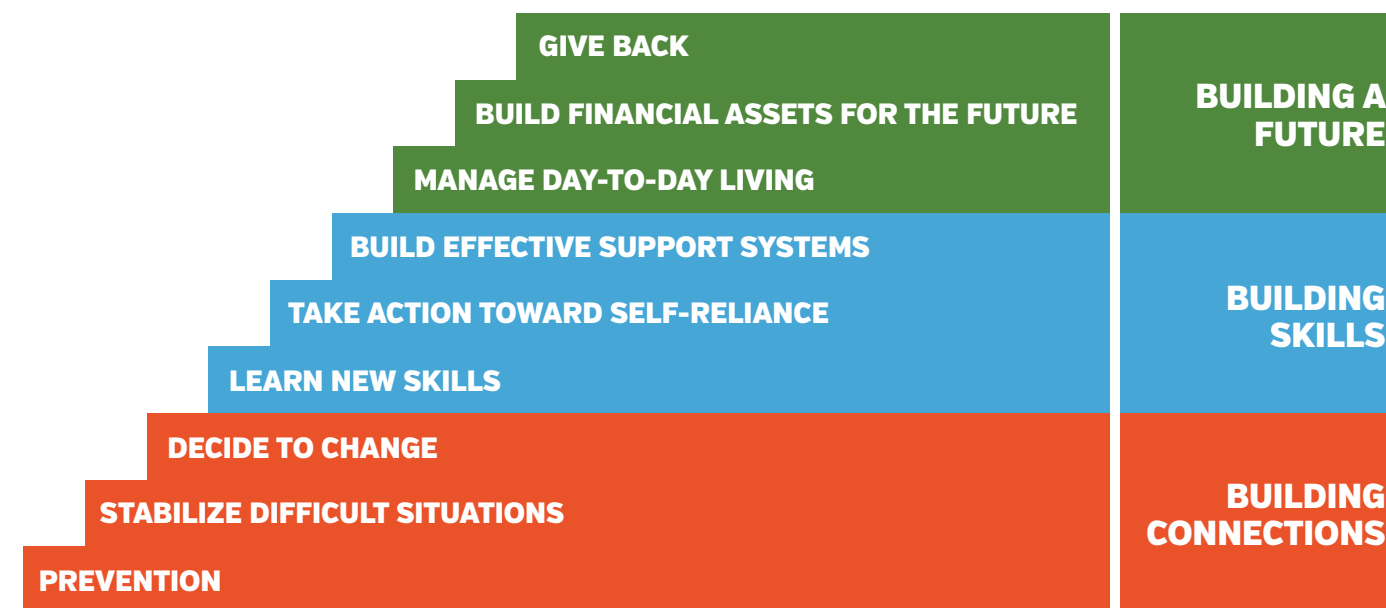 GIVE BACK
BUILD FINANCIAL ASSETS FOR THE FUTURE
MANAGE DAY-TO-DAY LIVING
BUILDING A
FUTURE
BUILD EFFECTIVE SUPPORT SYSTEMS
TAKE ACTION TOWARD SELF-RELIANCE
LEARN NEW SKILLS
BUILDING
SKILLS
DECIDE TO CHANGE
STABILIZE DIFFICULT SITUATIONS
PREVENTION
BUILDING
CONNECTIONS